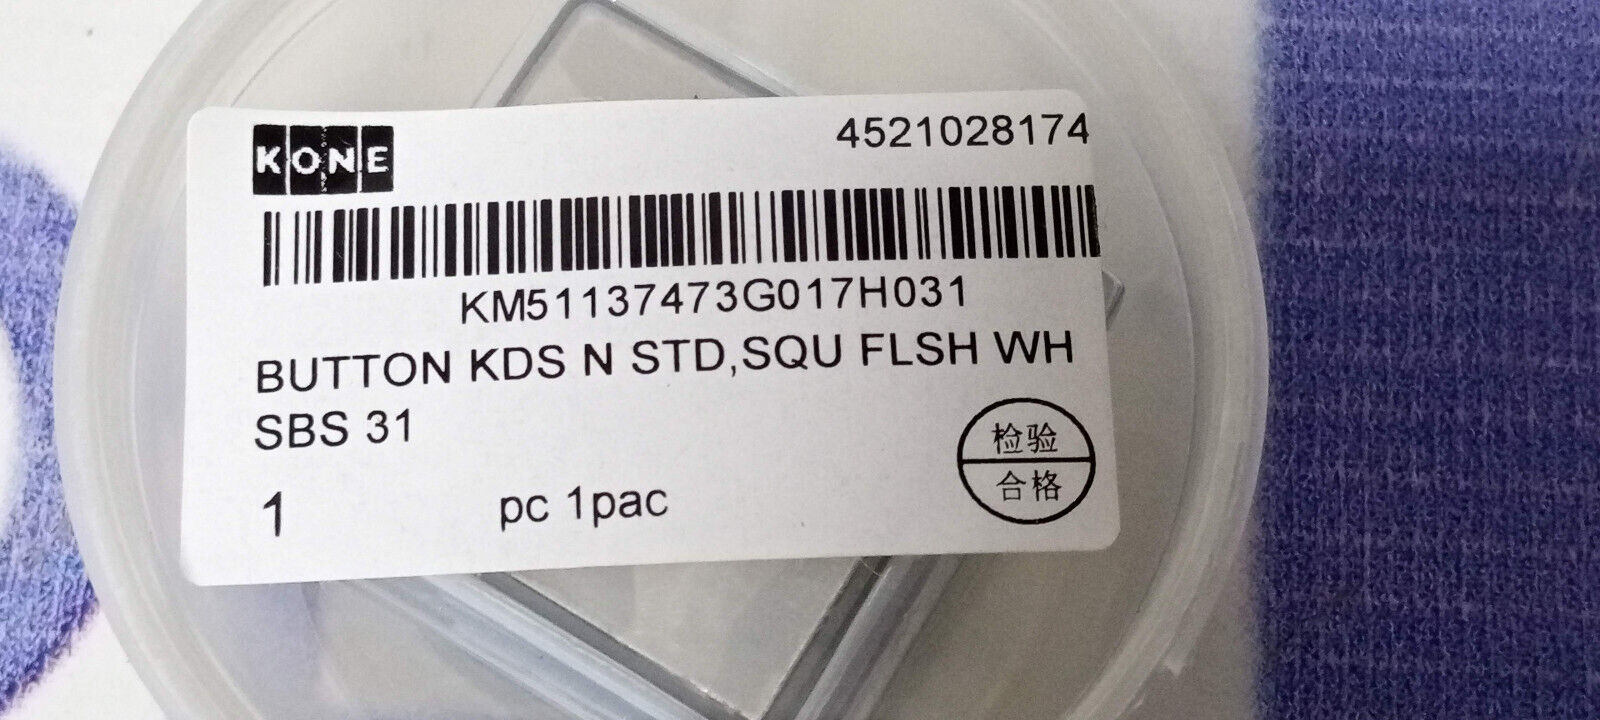 KONE
4521028174
KM51137473G017H031
BUTTON KDS N STD,SQU FLSH WH
SBS 31
1 pc 1pac
检验
合格